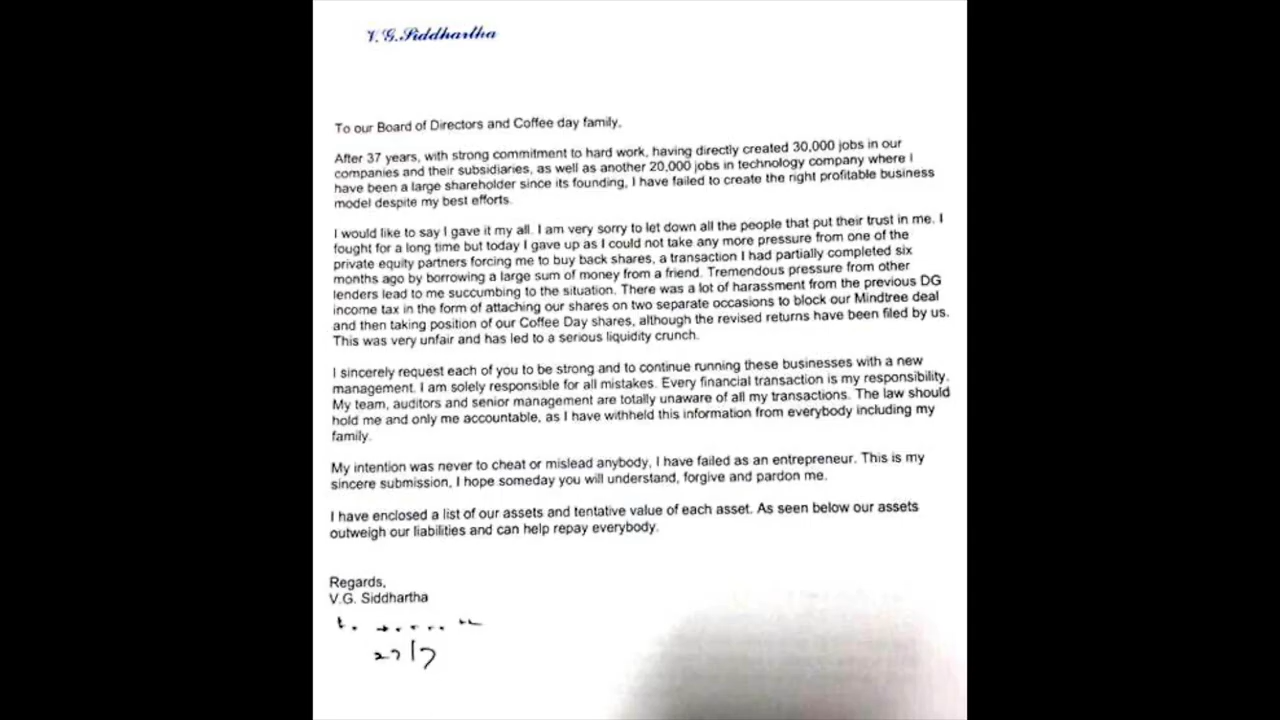 V. G. Siddhartha
To our Board of Directors and Coffee day family,
After 37 years, with strong commitment to hard work, having directly created 30,000 jobs in our
companies and their subsidiaries, as well as another 20,000 jobs in technology company where I
have been a large shareholder since its founding, I have failed to create the right profitable business
model despite my best efforts.
I would like to say I gave it my all. I am very sorry to let down all the people that put their trust in me. I
fought for a long time but today I gave up as I could not take any more pressure from one of the
private equity partners forcing me to buy back shares, a transaction I had partially completed six
months ago by borrowing a large sum of money from a friend. Tremendous pressure from other
lenders lead to me succumbing to the situation. There was a lot of harassment from the previous DG
income tax in the form of attaching our shares on two separate occasions to block our Mindtree deal
and then taking position of our Coffee Day shares, although the revised returns have been filed by us.
This was very unfair and has led to a serious liquidity crunch.
I sincerely request each of you to be strong and to continue running these businesses with a new
management. I am solely responsible for all mistakes. Every financial transaction is my responsibility.
My team, auditors and senior management are totally unaware of all my transactions. The law should
hold me and only me accountable, as I have withheld this information from everybody including my
family.
My intention was never to cheat or mislead anybody, I have failed as an entrepreneur. This is my
sincere submission, I hope someday you will understand, forgive and pardon me.
I have enclosed a list of our assets and tentative value of each asset. As seen below our assets
outweigh our liabilities and can help repay everybody.
Regards,
V.G. Siddhartha
27/7